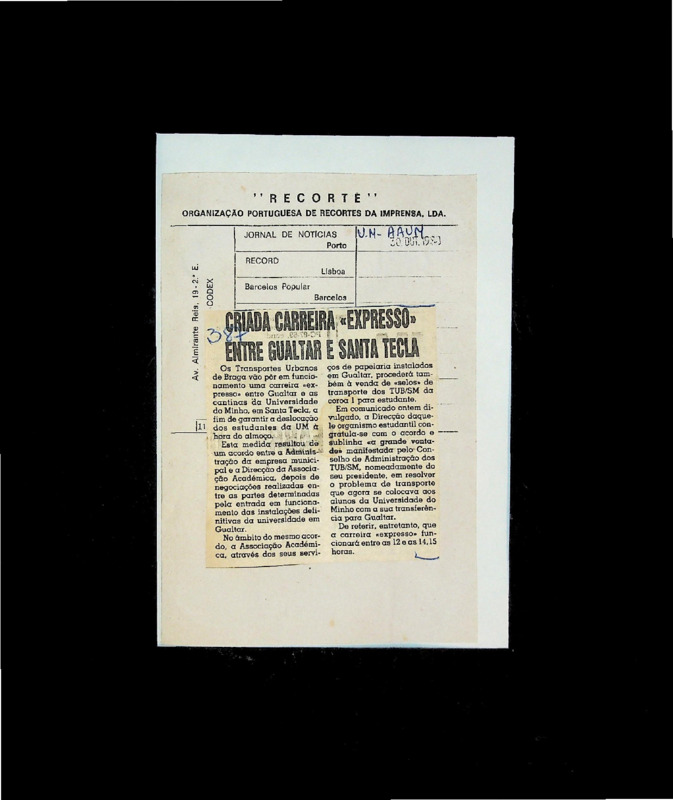 "RECORTE"
ORGANIZAÇÃO PORTUGUESA DE RECORTES DA IMPRENSA, LDA.
JORNAL DE NOTÍCIAS
Porto
U.M- AAUM
20 OUT.
RECORD
Lisboa
Barcelos Popular
Barcelos
Av. Almirante Reis, 19-2.º E.
CODEX
387
CRIADA CARREIRA «EXPRESSO»
ENTRE GUALTAR E SANTA TECLA
Os Transportes Urbanos
de Braga vão pôr em funcio-
namento uma carreira «ex-
presso» entre Gualtar e as
cantinas da Universidade
do Minho, em Santa Tecla, a
fim de garantir a deslocação
dos estudantes da UM à
hora do almoço.
Esta medida resultou de
um acordo entre a Adminis-
tração da empresa munici-
pal e a Direcção da Associa-
ção Académica, depois de
negociações realizadas en-
tre as partes determinadas
pela entrada em funciona-
mento das instalações defi-
nitivas da universidade em
Gualtar.
No âmbito do mesmo acor-
do, a Associação Académi-
ca, através dos seus servi-
ços de papelaria instalados
em Gualtar, procederá tam-
bém à venda de «selos» de
transporte dos TUB/SM da
coroa 1 para estudante.
Em comunicado ontem di-
vulgado, a Direcção daque-
le organismo estudantil con-
gratula-se com o acordo e
sublinha «a grande vonta-
de» manifestada pelo Con-
selho de Administração dos
TUB/SM, nomeadamente do
seu presidente, em resolver
o problema de transporte
que agora se colocava aos
alunos da Universidade do
Minho com a sua transferên-
cia para Gualtar.
De referir, entretanto, que
a carreira «expresso» fun-
cionará entre as 12 e as 14,15
horas.